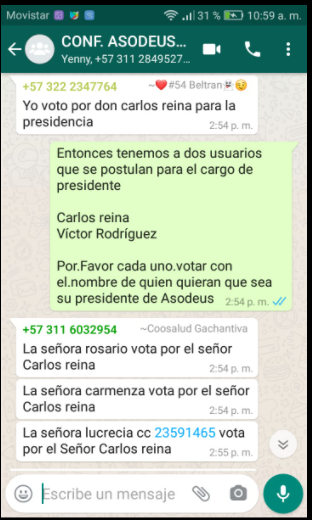 Movistar 31 % 10:59 a. m.
CONF. ASODEUS...
Yenny, +57 311 2849527...
+57 322 2347764 ~❤️#54 Beltran
Yo voto por don carlos reina para la
presidencia
2:54 p. m.
Entonces tenemos a dos usuarios
que se postulan para el cargo de
presidente
Carlos reina
Víctor Rodríguez
Por.Favor cada uno.votar con
el.nombre de quien quieran que sea
su presidente de Asodeus 2:54 p. m.
+57 311 6032954 ~Coosalud Gachantiva
La señora rosario vota por el señor
Carlos reina
2:54 p. m.
La señora carmenza vota por el señor
Carlos reina
2:54 p. m.
La señora lucrecia cc 23591465 vota
por el Señor Carlos reina
2:55 p. m.
Escribe un mensaje